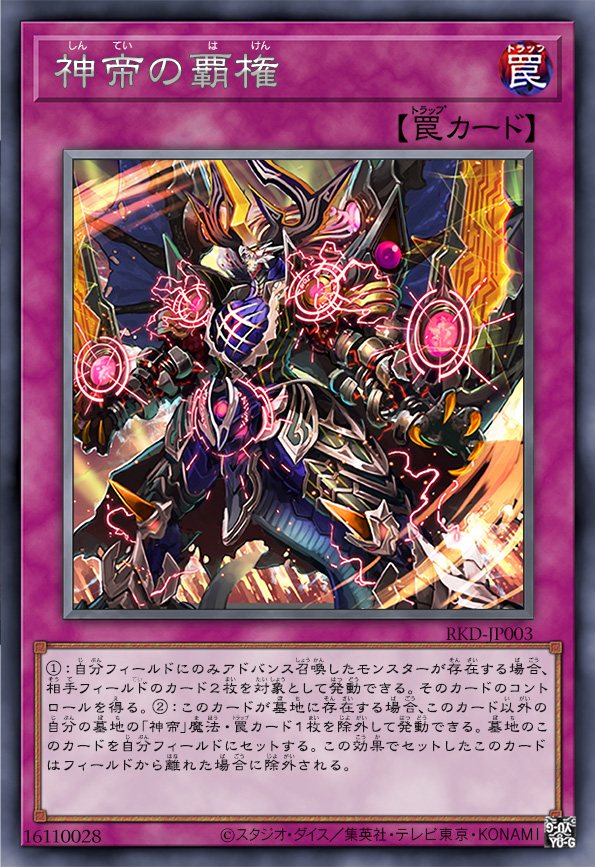 神帝の覇権
罠
【罠カード】
RKD-JP003
①：自分フィールドにのみアドバンス召喚したモンスターが存在する場合、
相手フィールドのカード２枚を対象として発動できる。そのカードのコント
ロールを得る。②：このカードが墓地に存在する場合、このカード以外の
自分の墓地の「神帝」魔法・罠カード１枚を除外して発動できる。墓地のこ
のカードを自分フィールドにセットする。この効果でセットしたこのカード
はフィールドから離れた場合に除外される。
16110028
©スタジオ・ダイス／集英社・テレビ東京・KONAMI